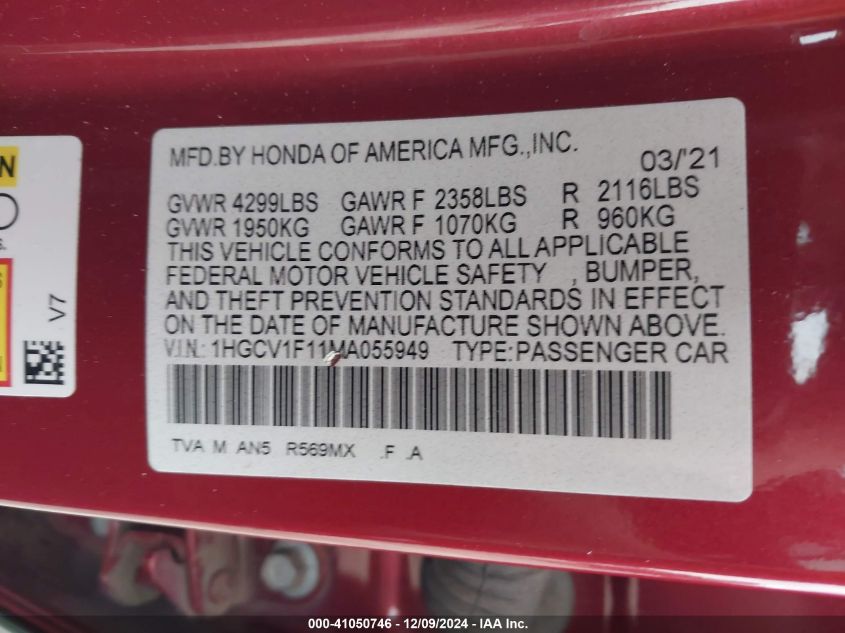 MFD.BY HONDA OF AMERICA MFG.,INC. 03/'21
GVWR 4299LBS GAWR F 2358LBS R 2116LBS
GVWR 1950KG GAWR F 1070KG R 960KG
THIS VEHICLE CONFORMS TO ALL APPLICABLE
FEDERAL MOTOR VEHICLE SAFETY , BUMPER,
AND THEFT PREVENTION STANDARDS IN EFFECT
ON THE DATE OF MANUFACTURE SHOWN ABOVE.
V.I.N.: 1HGCV1F11MA055949 TYPE:PASSENGER CAR
TVA M AN5 R569MX .F .A
N
S.
S
V7
000-41050746 - 12/09/2024 - IAA Inc.